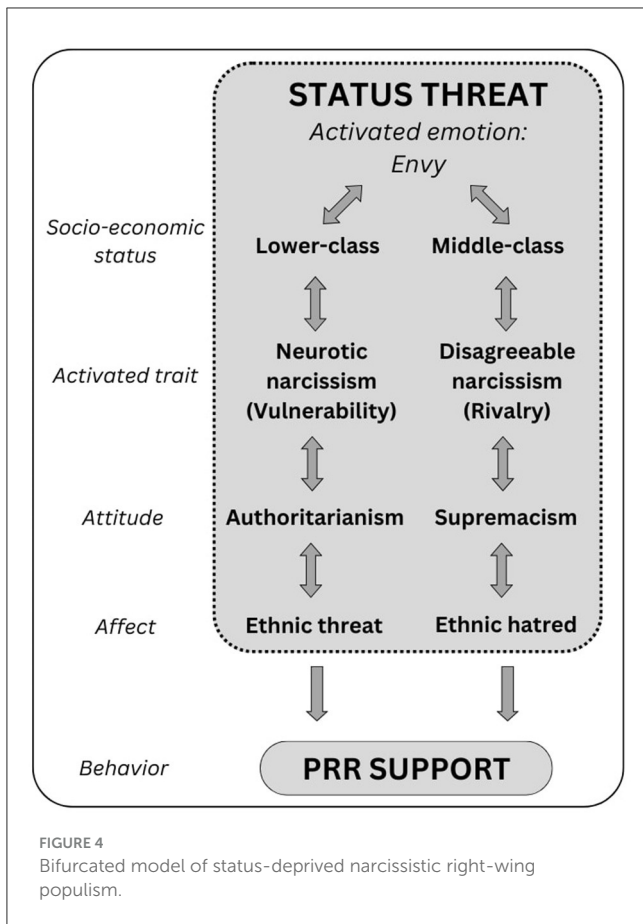 STATUS THREAT
Activated emotion:
Envy
Socio-economic
status
Lower-class
Middle-class
Activated trait
Neurotic
narcissism
(Vulnerability)
Disagreeable
narcissism
(Rivalry)
Attitude
Authoritarianism
Supremacism
Affect
Ethnic threat
Ethnic hatred
Behavior
PRR SUPPORT
FIGURE 4
Bifurcated model of status-deprived narcissistic right-wing
populism.